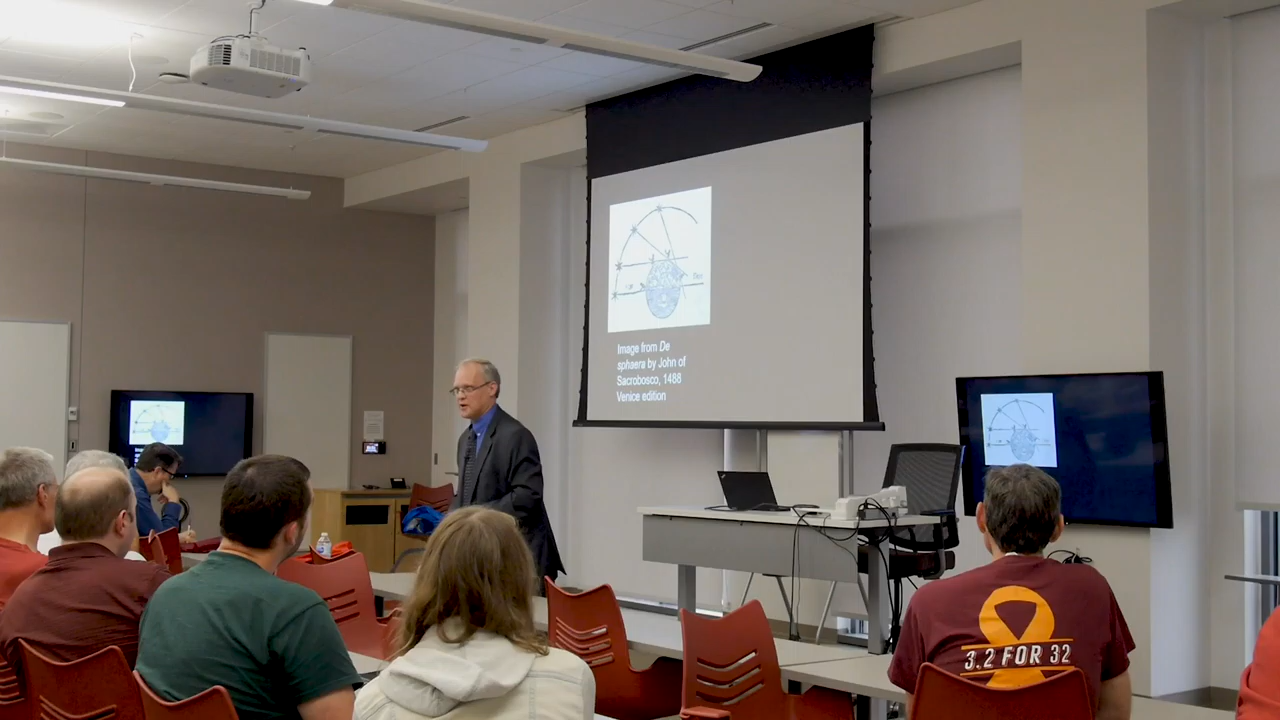 Image from De
sphaera by John of
Sacrobosco, 1488
Venice edition
3.2 FOR 32